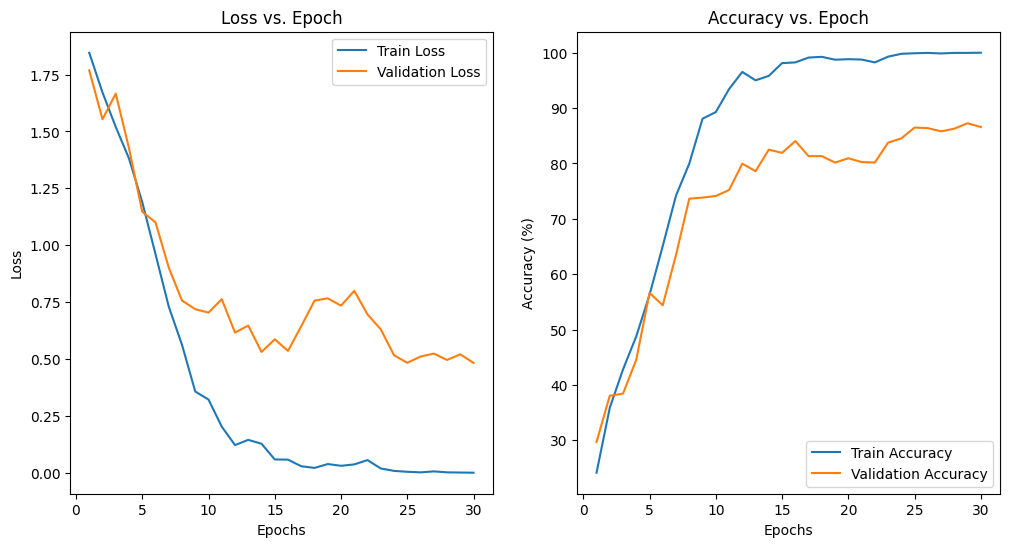 Loss vs. Epoch
Train Loss
Validation Loss
1.75
1.50
1.25
1.00
0.75
0.50
0.25
0.00
Loss
0 5 10 15 20 25 30
Epochs
Accuracy vs. Epoch
100
90
80
70
60
50
40
30
Accuracy (%)
Train Accuracy
Validation Accuracy
0 5 10 15 20 25 30
Epochs